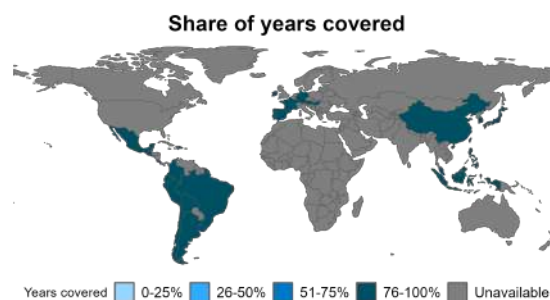 Share of years covered
Years covered 0-25% 26-50% 51-75% 76-100% Unavailable